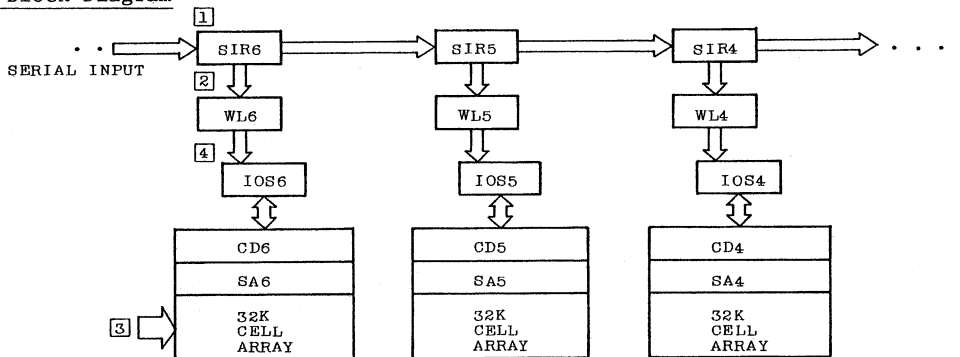 Block Diagram
1
. . SIR6 SIR5 SIR4 . . .
SERIAL INPUT
2
WL6 WL5 WL4
4
IOS6 IOS5 IOS4
CD6 CD5 CD4
SA6 SA5 SA4
3
32K 32K 32K
CELL CELL CELL
ARRAY ARRAY ARRAY